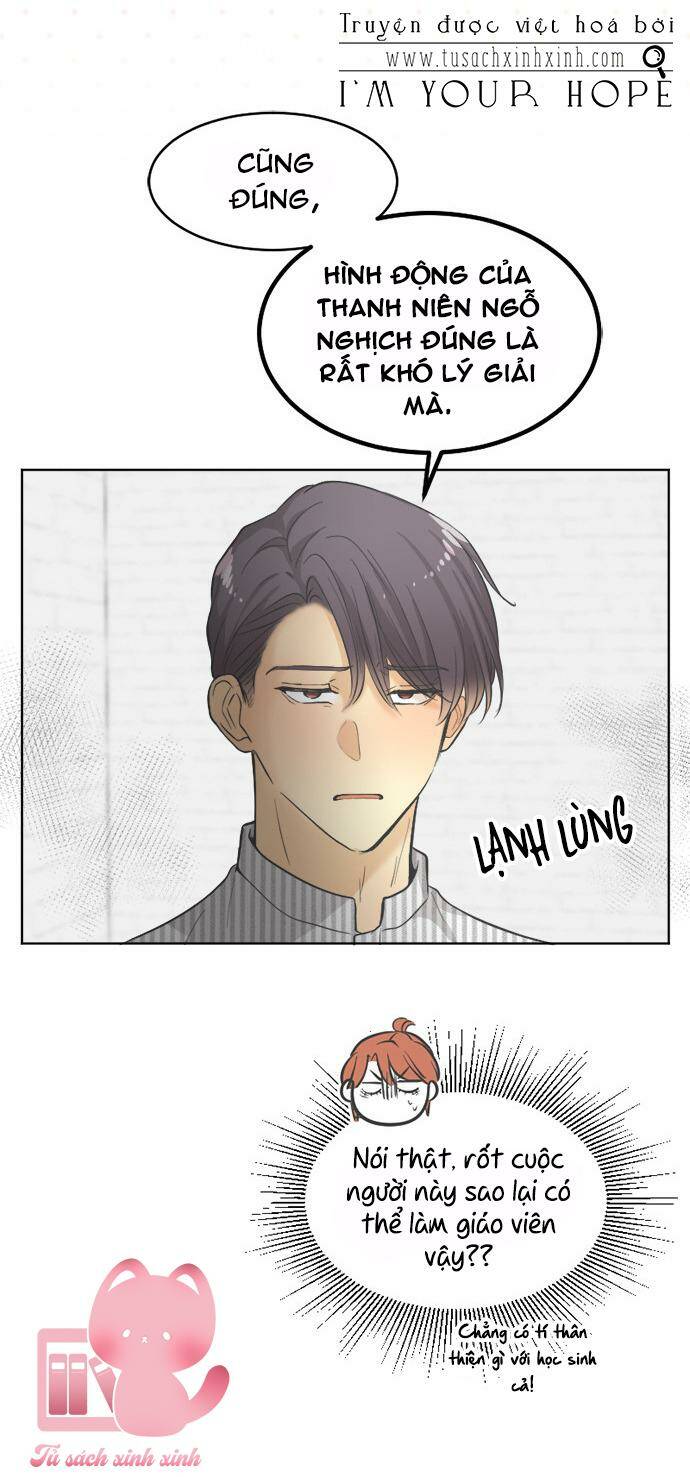 Truyện được việt hoá bởi
www.tusachxinhxinh.com
I'M YOUR HOPE
CŨNG
ĐÚNG,
HÌNH ĐỘNG CỦA
THANH NIÊN NGỖ
NGHỊCH ĐÚNG LÀ
RẤT KHÓ LÝ GIẢI
MÀ.
LẠNH LÙNG
Nói thật, rốt cuộc
người này sao lại có
thể làm giáo viên
vậy??
Chẳng có tí thân
thiện gì với học sinh
cả!
Tủ sách xinh xinh